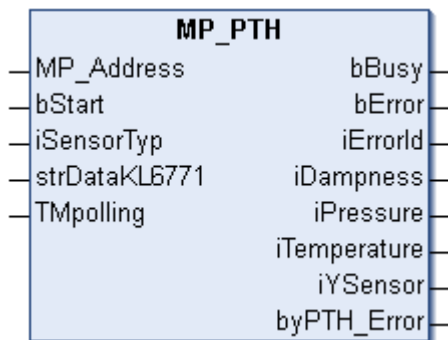 MP_PTH
MP_Address bBusy
bStart bError
iSensorTyp iErrorId
strDataKL6771 iDampness
TMpolling iPressure
iTemperature
iYSensor
byPTH_Error